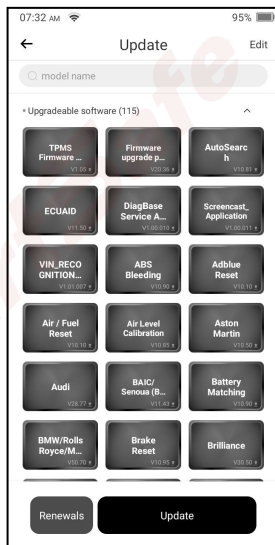 07:32 AM 95%
← Update Edit
model name
• Upgradeable software (115)
TPMS
Firmware ...
V1.05
Firmware
upgrade p...
V20.36
AutoSearc
h
V10.81
ECUAID
V11.50
DiagBase
Service A...
V1.00.010
Screencast_
Application
V1.00.011
VIN_RECO
GNITION...
V1.01.007
ABS
Bleeding
V10.90
Adblue
Reset
V10.10
Air / Fuel
Reset
V10.10
Air Level
Calibration
V10.85
Aston
Martin
V10.50
Audi
V28.77
BAIC/
Senoua (B...
V11.43
Battery
Matching
V10.90
BMW/Rolls
Royce/M...
V50.70
Brake
Reset
V10.95
Brilliance
V30.50
Renewals Update